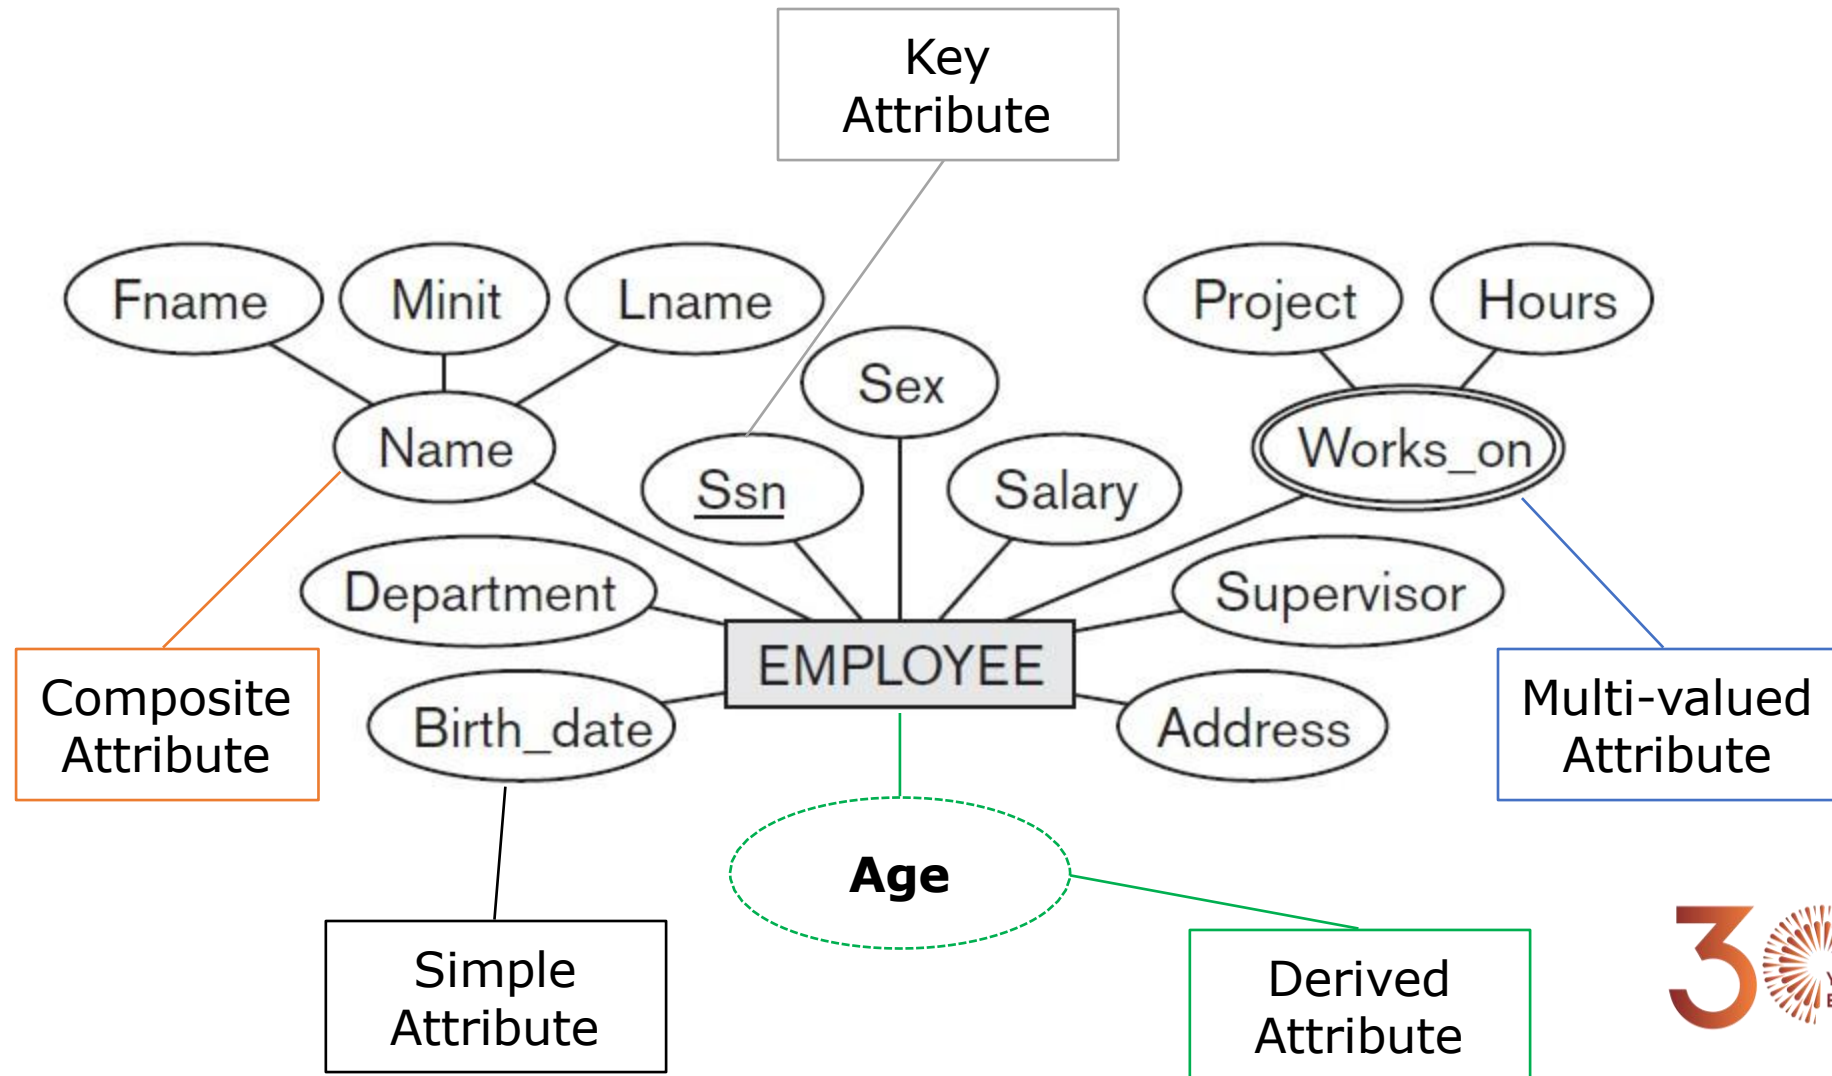 Key
Attribute
Fname
Minit
Lname
Project
Hours
Sex
Name
Ssn
Salary
Works_on
Department
Supervisor
EMPLOYEE
Composite
Attribute
Birth_date
Address
Multi-valued
Attribute
Age
Simple
Attribute
Derived
Attribute
30